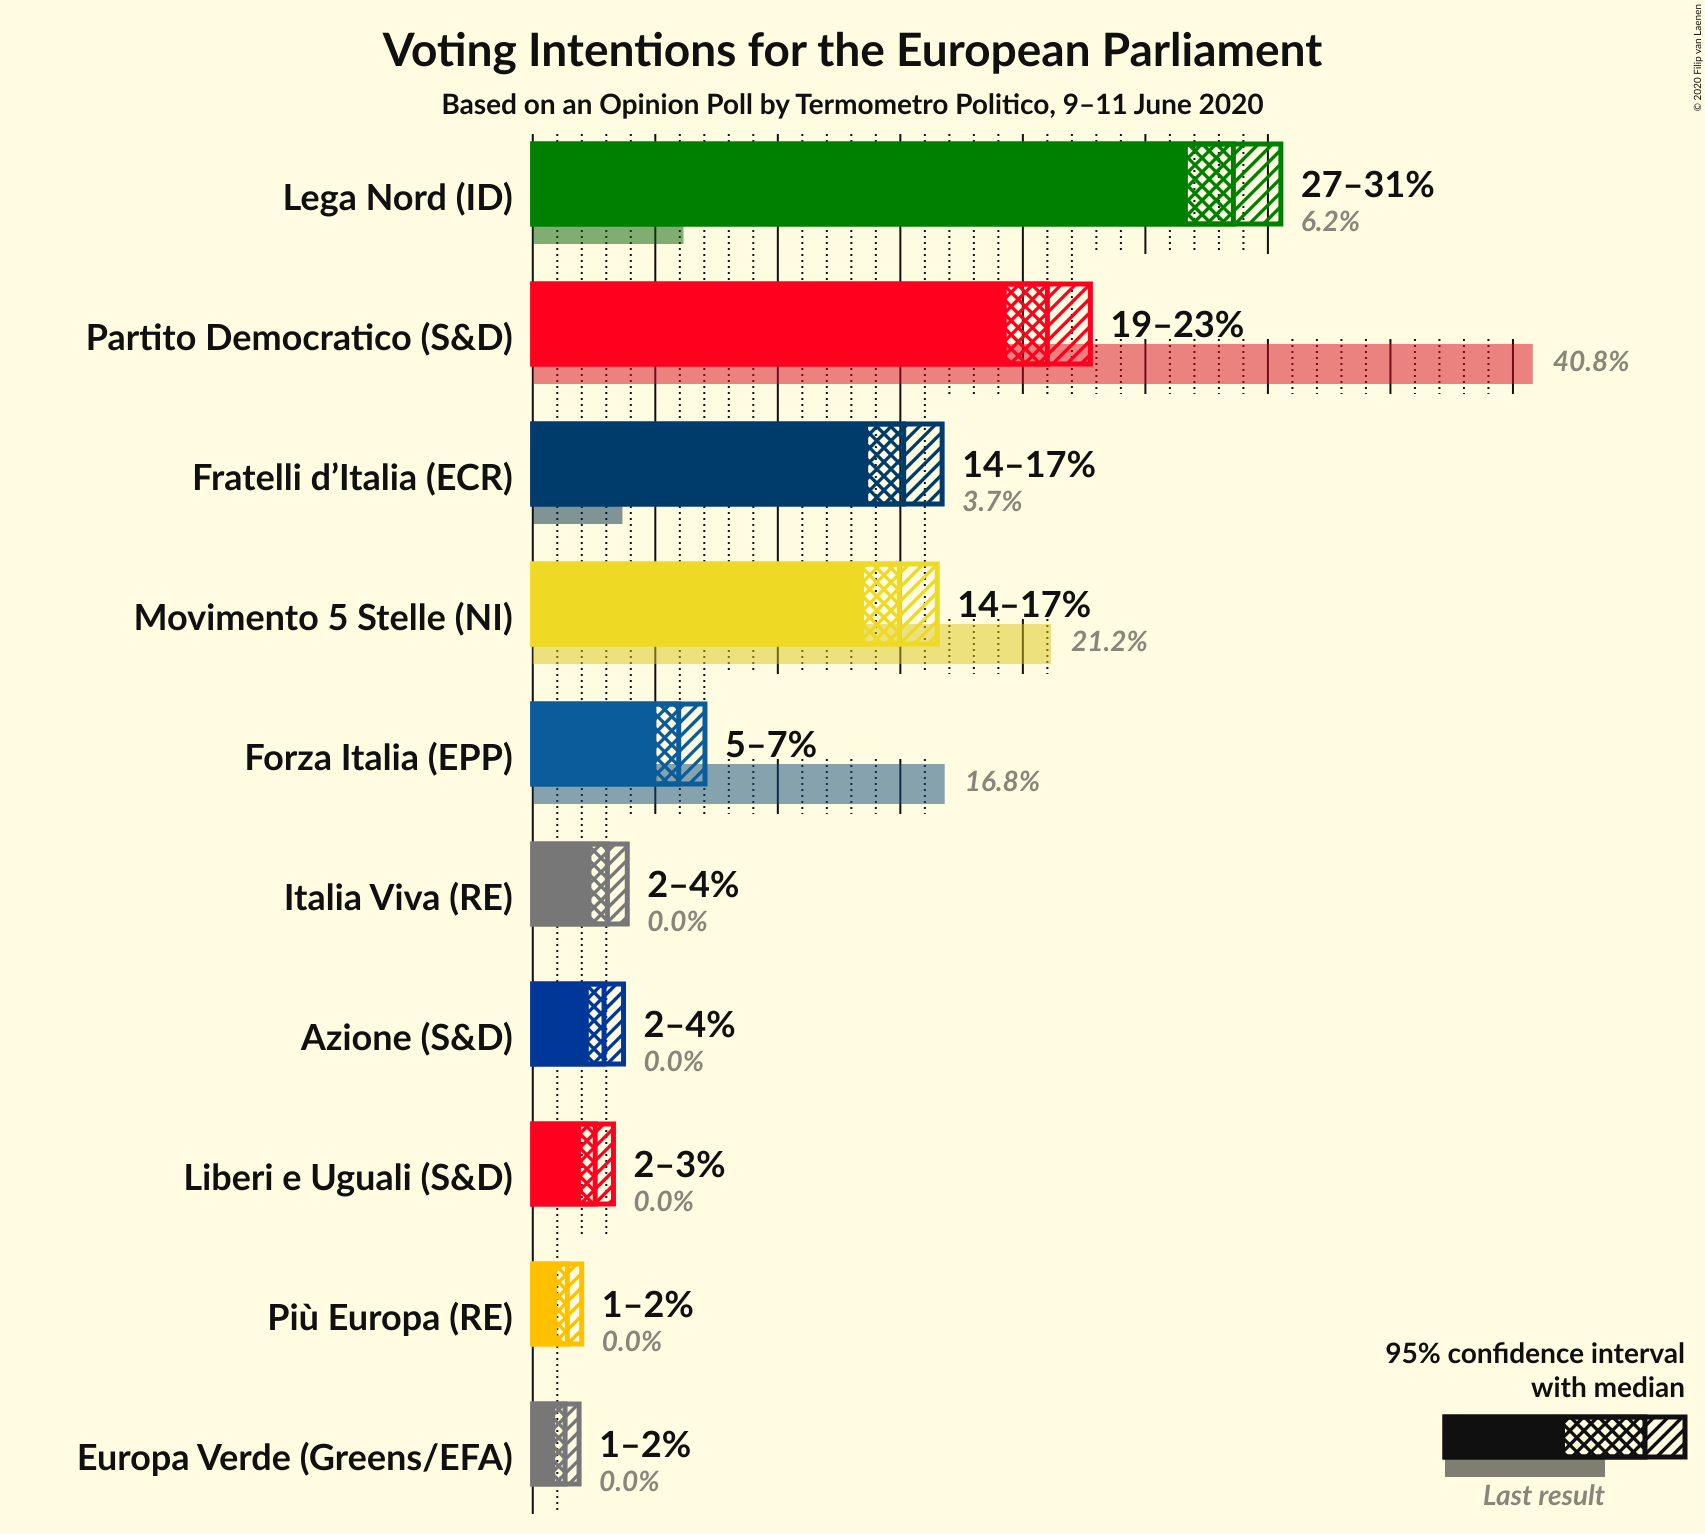 Voting Intentions for the European Parliament
Based on an Opinion Poll by Termometro Politico, 9–11 June 2020
© 2020 Filip van Laenen
Lega Nord (ID)
27–31%
6.2%
Partito Democratico (S&D)
19–23%
40.8%
Fratelli d’Italia (ECR)
14–17%
3.7%
Movimento 5 Stelle (NI)
14–17%
21.2%
Forza Italia (EPP)
5–7%
16.8%
Italia Viva (RE)
2–4%
0.0%
Azione (S&D)
2–4%
0.0%
Liberi e Uguali (S&D)
2–3%
0.0%
Più Europa (RE)
1–2%
0.0%
Europa Verde (Greens/EFA)
1–2%
0.0%
95% confidence interval
with median
Last result